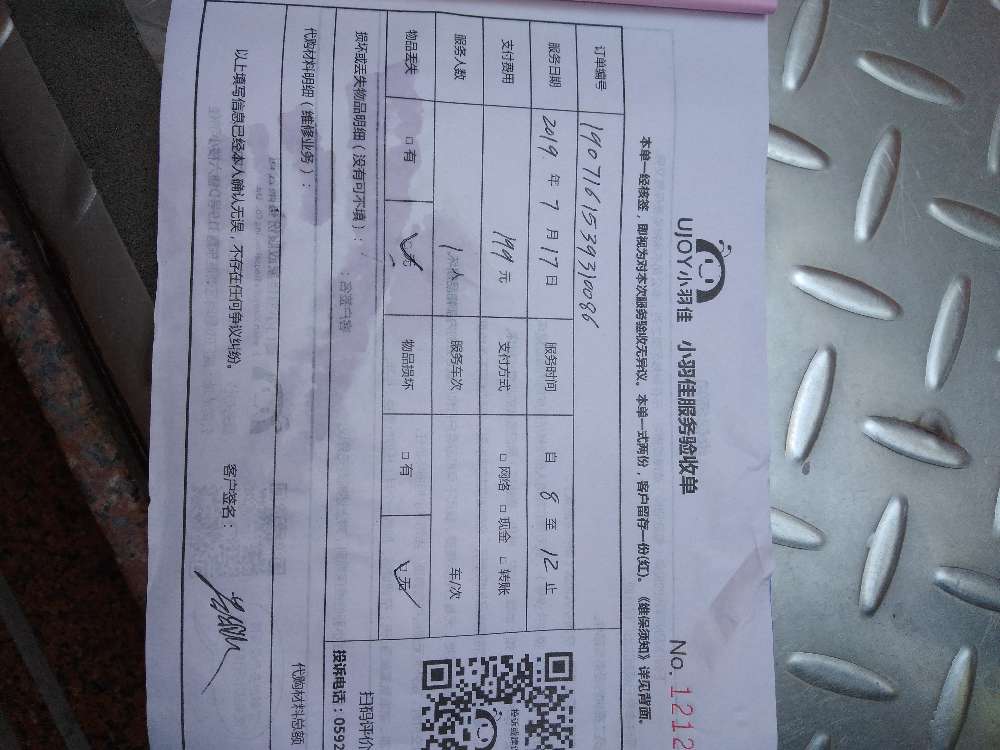 UJOY小羽佳 小羽佳服务验收单
No. 1212
本单一经核签，即视为对本次服务验收无异议。本单一式两份，客户留存一份(红)。《维保须知》详见背面。
订单编号 1907161539310086
服务日期 2019.年 7 月 17 日 服务时间 自 8 至 12 止
支付费用 199 元 支付方式 □ 网络 □ 现金 □ 转账
服务人数 1 人 服务车次 车/次
物品丢失 □ 有 □ 无 物品损坏 □ 有 □ 无
损坏或丢失物品明细（没有可不填）：
扫码评价
投诉电话：0592
代购材料明细（维修业务）：
代购材料总额
以上填写信息已经本人确认无误，不存在任何争议纠纷。 客户签名：